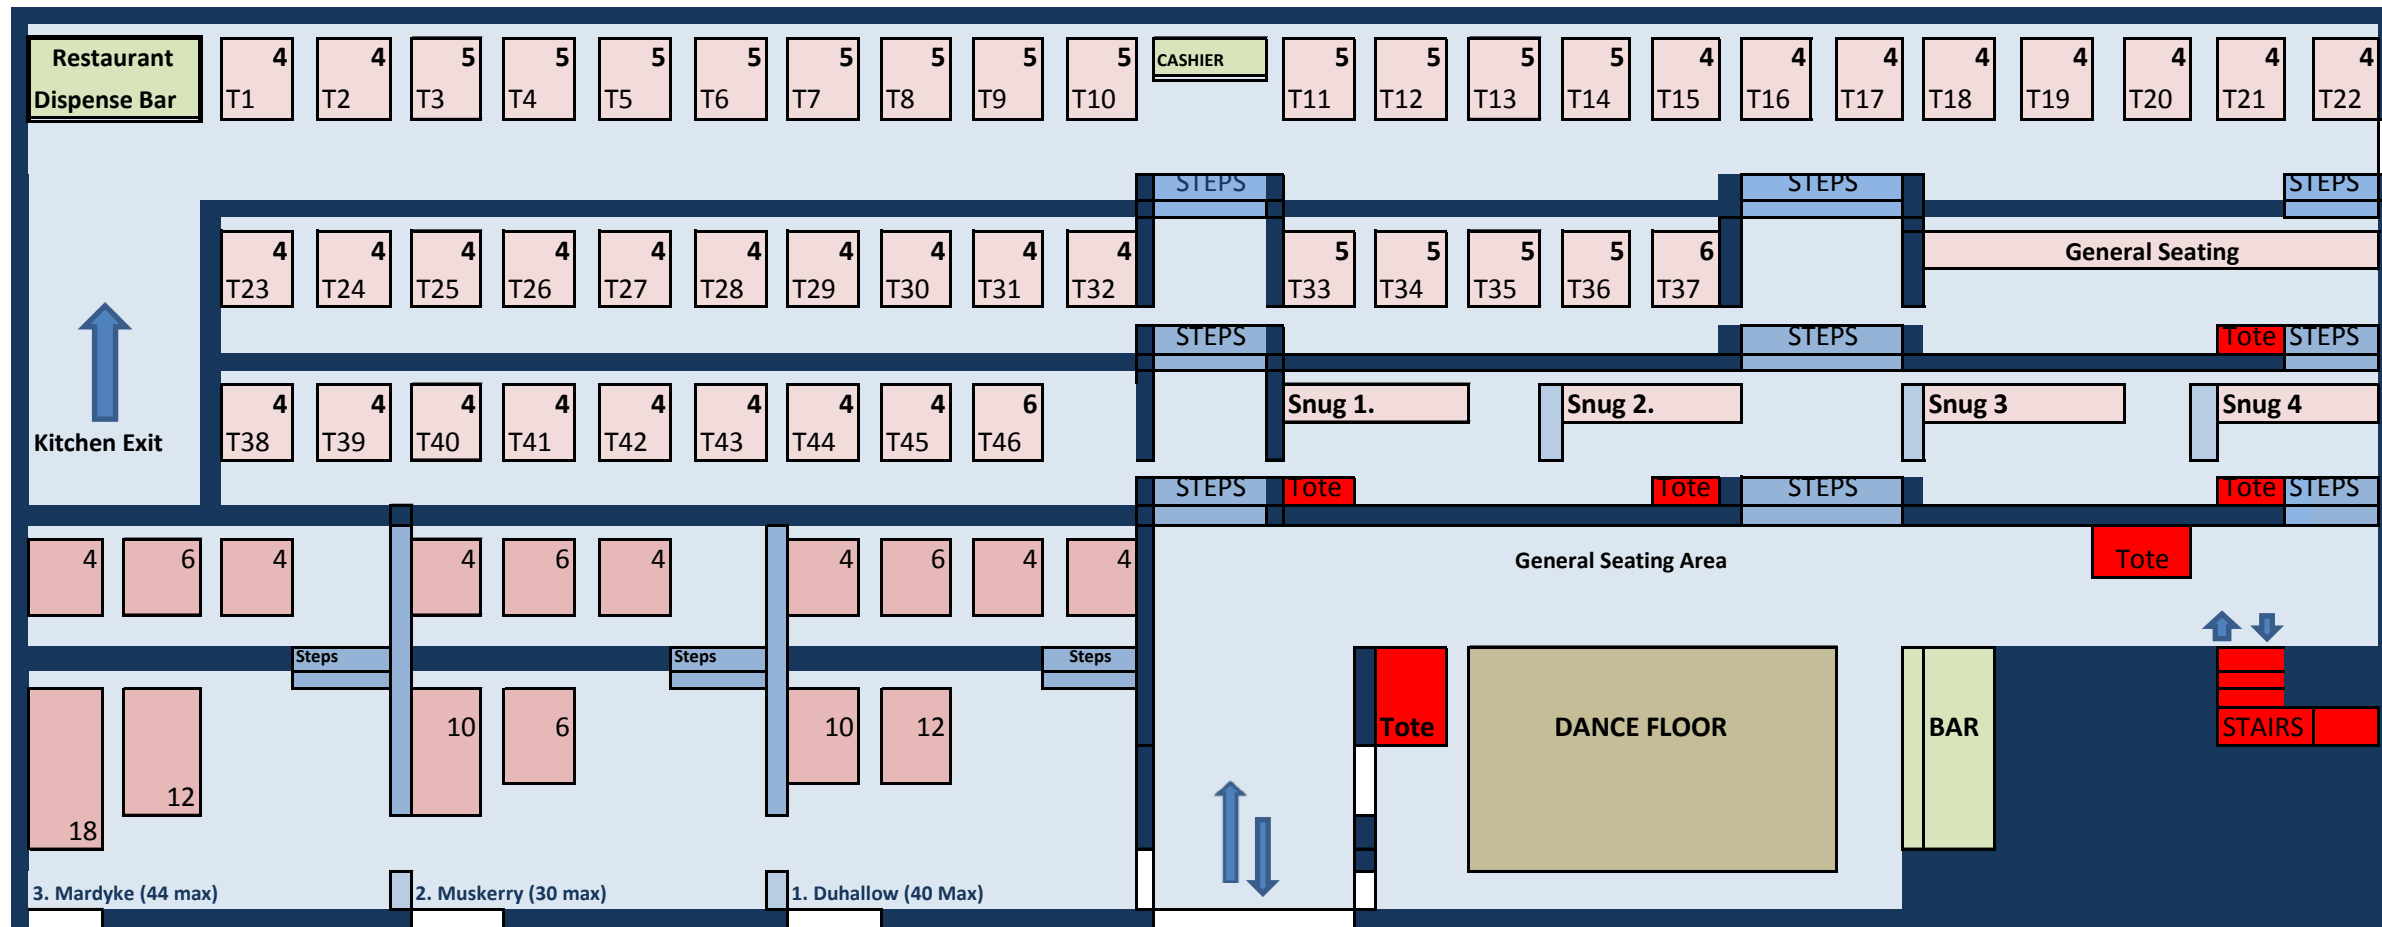 Restaurant
Dispense Bar
4 4 5 5 5 5 5 5 5 5 CASHIER 5 5 5 5 4 4 4 4 4 4 4 4
T1 T2 T3 T4 T5 T6 T7 T8 T9 T10 T11 T12 T13 T14 T15 T16 T17 T18 T19 T20 T21 T22
STEPS STEPS STEPS
4 4 4 4 4 4 4 4 4 4 5 5 5 5 6 General Seating
T23 T24 T25 T26 T27 T28 T29 T30 T31 T32 T33 T34 T35 T36 T37
STEPS STEPS Tote STEPS
4 4 4 4 4 4 4 4 6 Snug 1. Snug 2. Snug 3 Snug 4
Kitchen Exit T38 T39 T40 T41 T42 T43 T44 T45 T46
STEPS Tote Tote STEPS Tote STEPS
4 6 4 4 6 4 4 6 4 4 General Seating Area Tote
Steps Steps Steps
10 6 10 12 Tote DANCE FLOOR BAR STAIRS
12
18
3. Mardyke (44 max) 2. Muskerry (30 max) 1. Duhallow (40 Max)